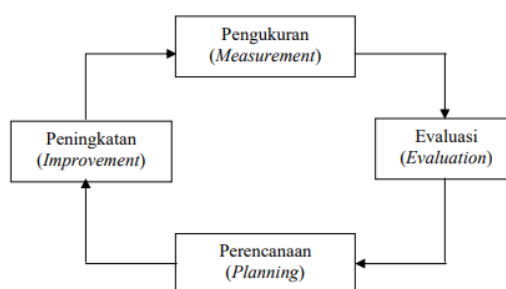 Pengukuran
(Measurement)
Peningkatan
(Improvement)
Evaluasi
(Evaluation)
Perencanaan
(Planning)